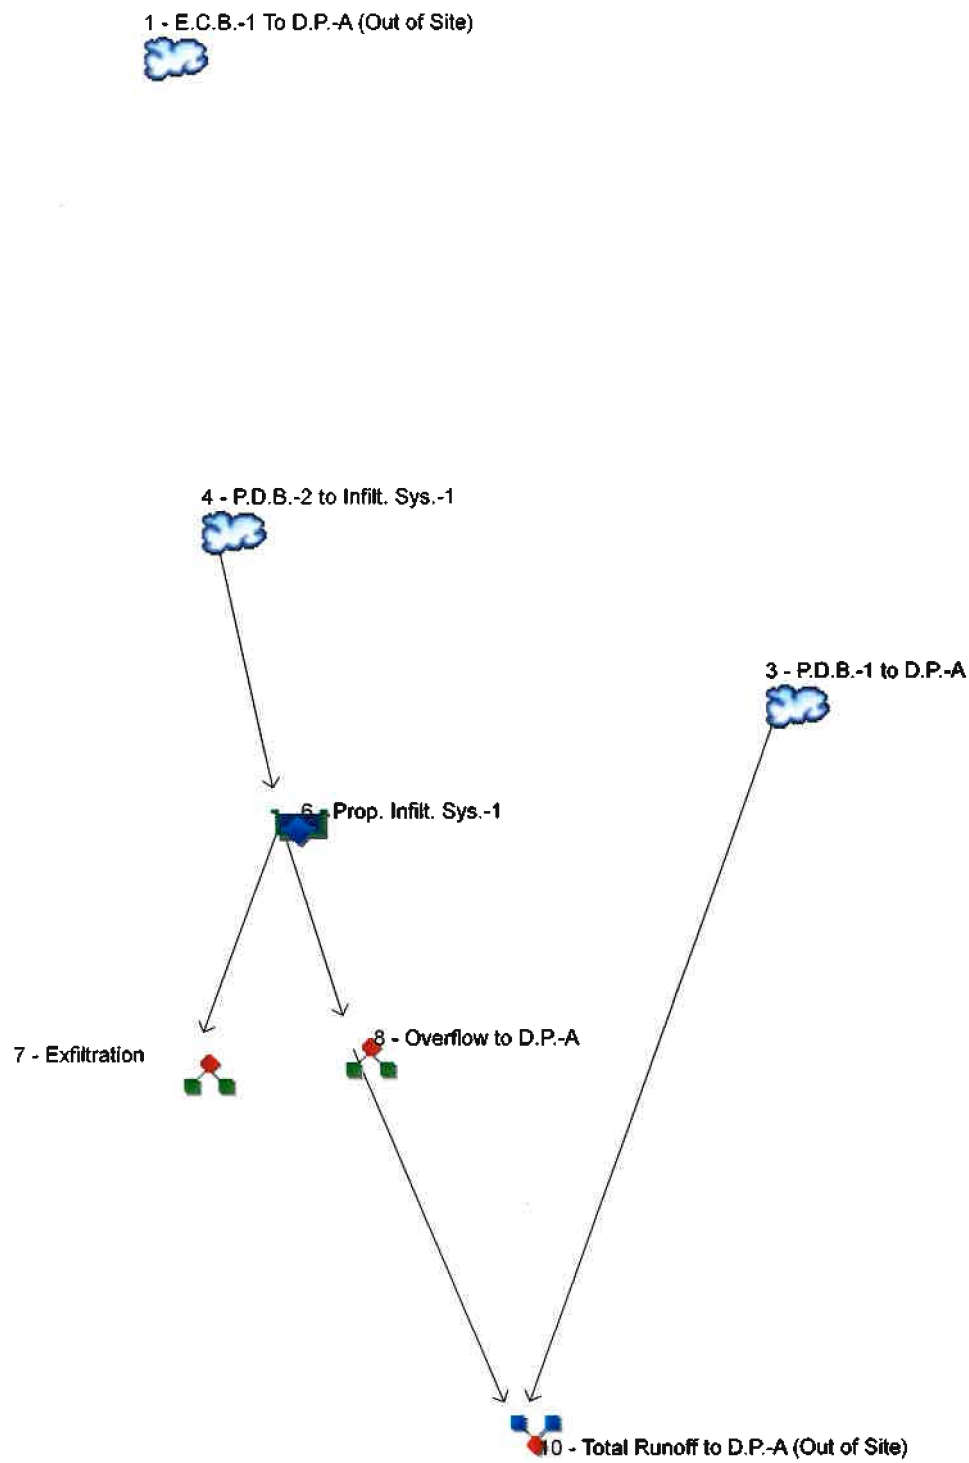 1 - E.C.B.-1 To D.P.-A (Out of Site)
4 - P.D.B.-2 to Infilt. Sys.-1
3 - P.D.B.-1 to D.P.-A
6 - Prop. Infilt. Sys.-1
8 - Overflow to D.P.-A
7 - Exfiltration
10 - Total Runoff to D.P.-A (Out of Site)